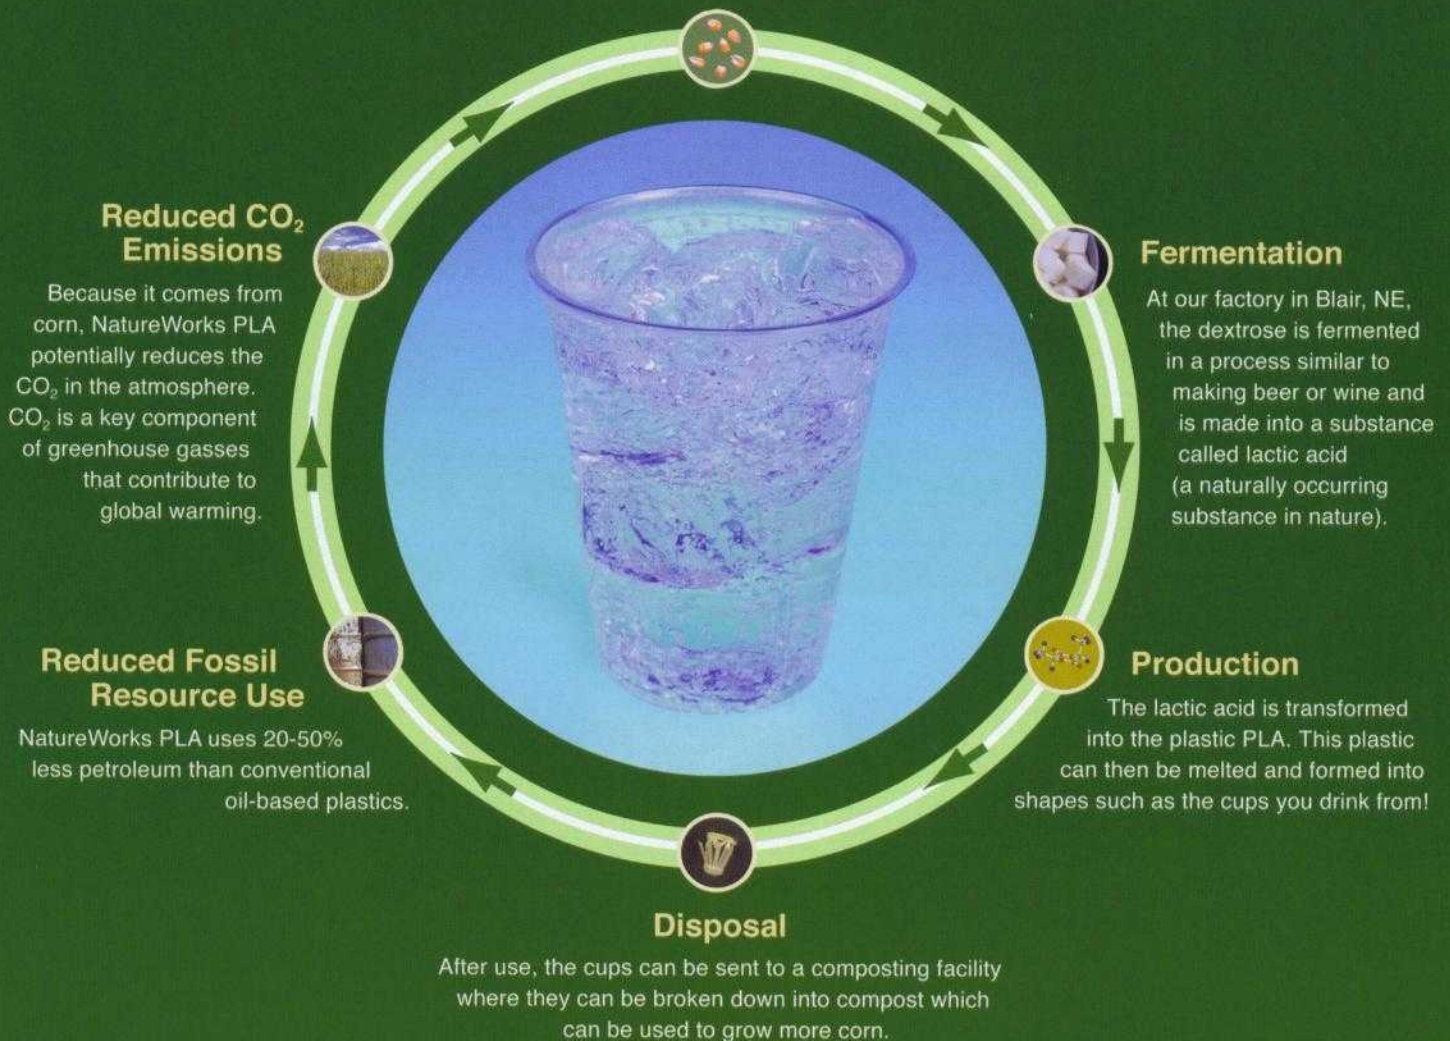 Reduced CO₂
Emissions
Because it comes from
corn, NatureWorks PLA
potentially reduces the
CO₂ in the atmosphere.
CO₂ is a key component
of greenhouse gasses
that contribute to
global warming.
Fermentation
At our factory in Blair, NE,
the dextrose is fermented
in a process similar to
making beer or wine and
is made into a substance
called lactic acid
(a naturally occurring
substance in nature).
Production
The lactic acid is transformed
into the plastic PLA. This plastic
can then be melted and formed into
shapes such as the cups you drink from!
Disposal
After use, the cups can be sent to a composting facility
where they can be broken down into compost which
can be used to grow more corn.
Reduced Fossil
Resource Use
NatureWorks PLA uses 20-50%
less petroleum than conventional
oil-based plastics.